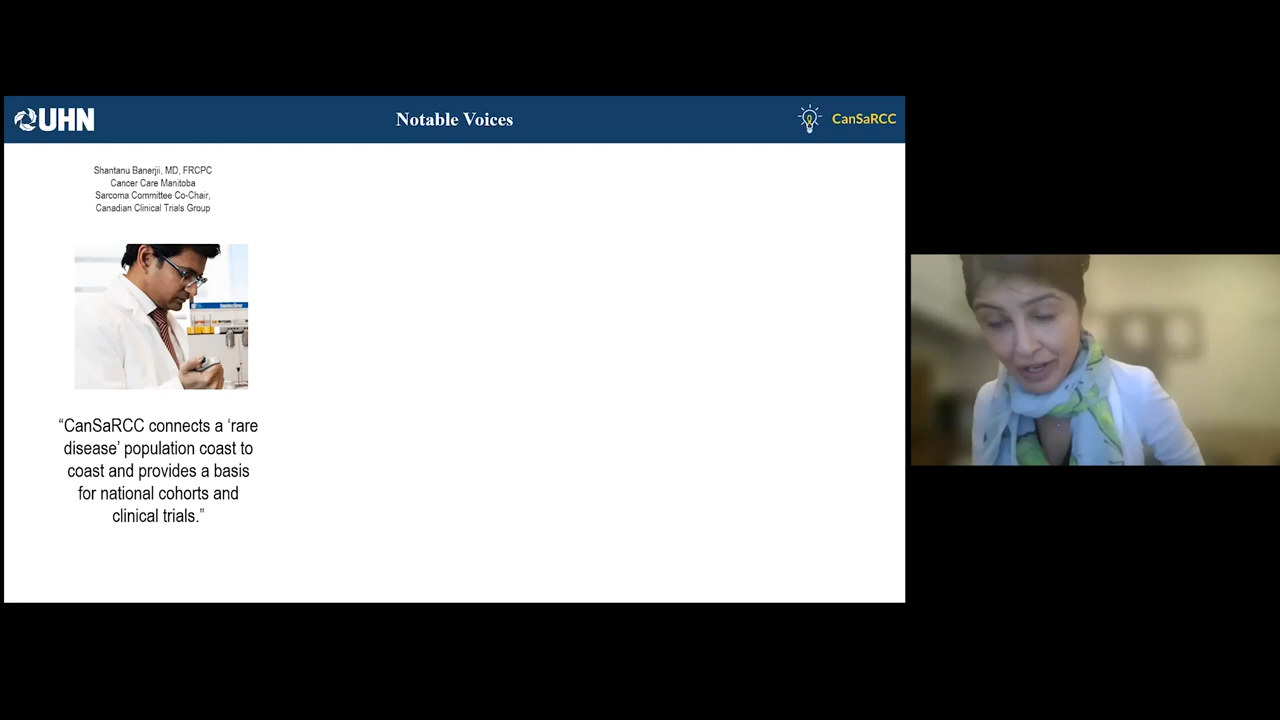 UHN
Notable Voices
CanSaRCC
Shantanu Banerjii, MD, FRCPC
Cancer Care Manitoba
Sarcoma Committee Co-Chair,
Canadian Clinical Trials Group
“CanSaRCC connects a ‘rare
disease’ population coast to
coast and provides a basis
for national cohorts and
clinical trials.”